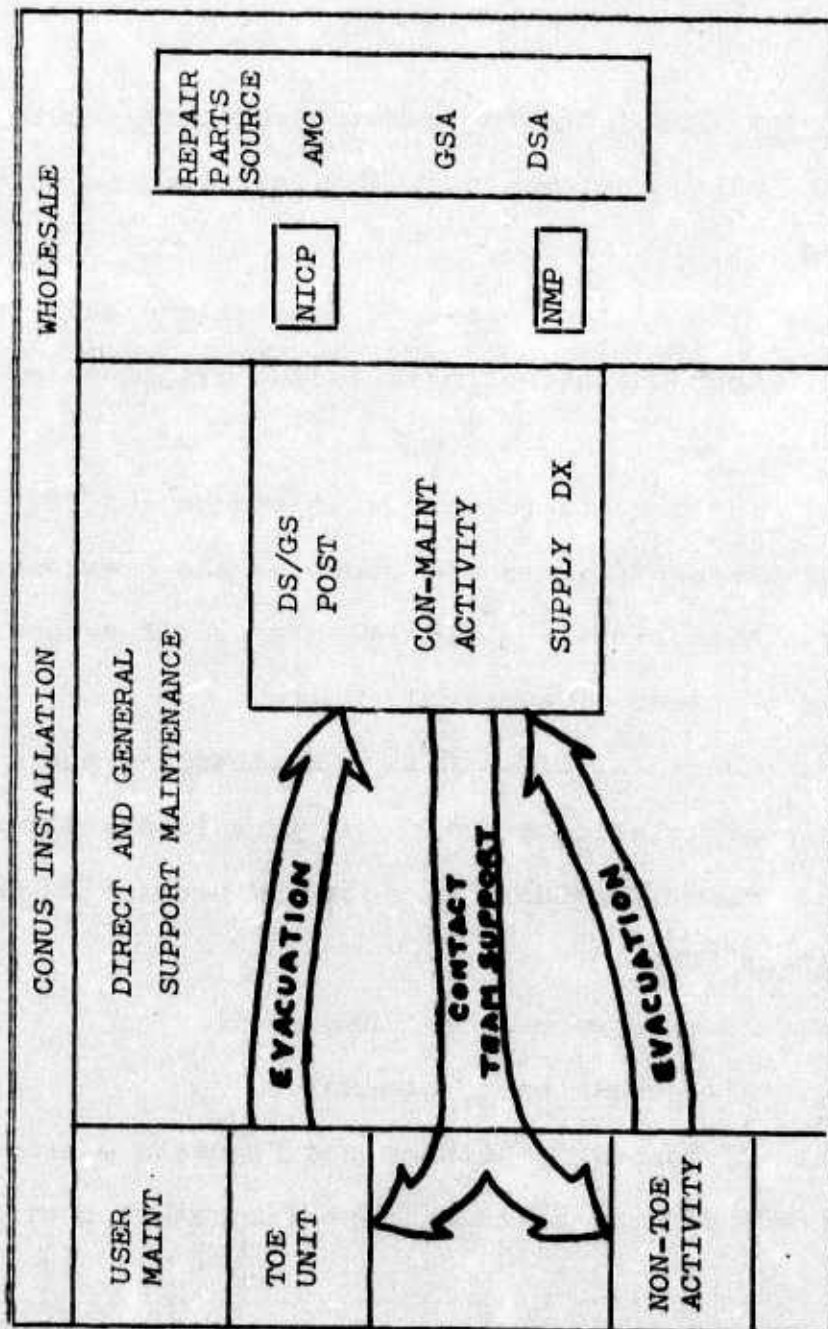 CONUS INSTALLATION
WHOLESALE
USER
MAINT
DIRECT AND GENERAL
SUPPORT MAINTENANCE
REPAIR
PARTS
SOURCE
AMC
GSA
DSA
NICP
NMP
TOE
UNIT
EVACUATION
DS/GS
POST
CONTACT
TEAM SUPPORT
CON-MAINT
ACTIVITY
SUPPLY DX
EVACUATION
NON-TOE
ACTIVITY